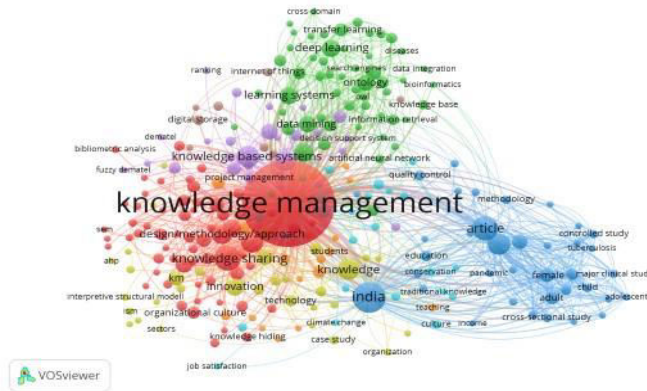 cross-domain
transfer learning
deep learning
diseases
ranking
internet of things
search engines
data integration
ontology
bioinformatics
learning systems
owl
knowledge base
digital storage
data mining
information retrieval
dematel
decision support system
bibliometric analysis
knowledge based systems
artificial neural network
fuzzy dematel
project management
quality control
knowledge management
methodology
design/methodology/approach
article
controlled study
sem
students
education
tuberculosis
ahp
knowledge sharing
knowledge
conservation
pandemic
female
major clinical study
km
innovation
traditional knowledge
child
interpretive structural modell
technology
india
adult
adolescent
ism
organizational culture
teaching
sectors
climate change
culture
income
cross-sectional study
knowledge hiding
case study
organization
job satisfaction
VOSviewer